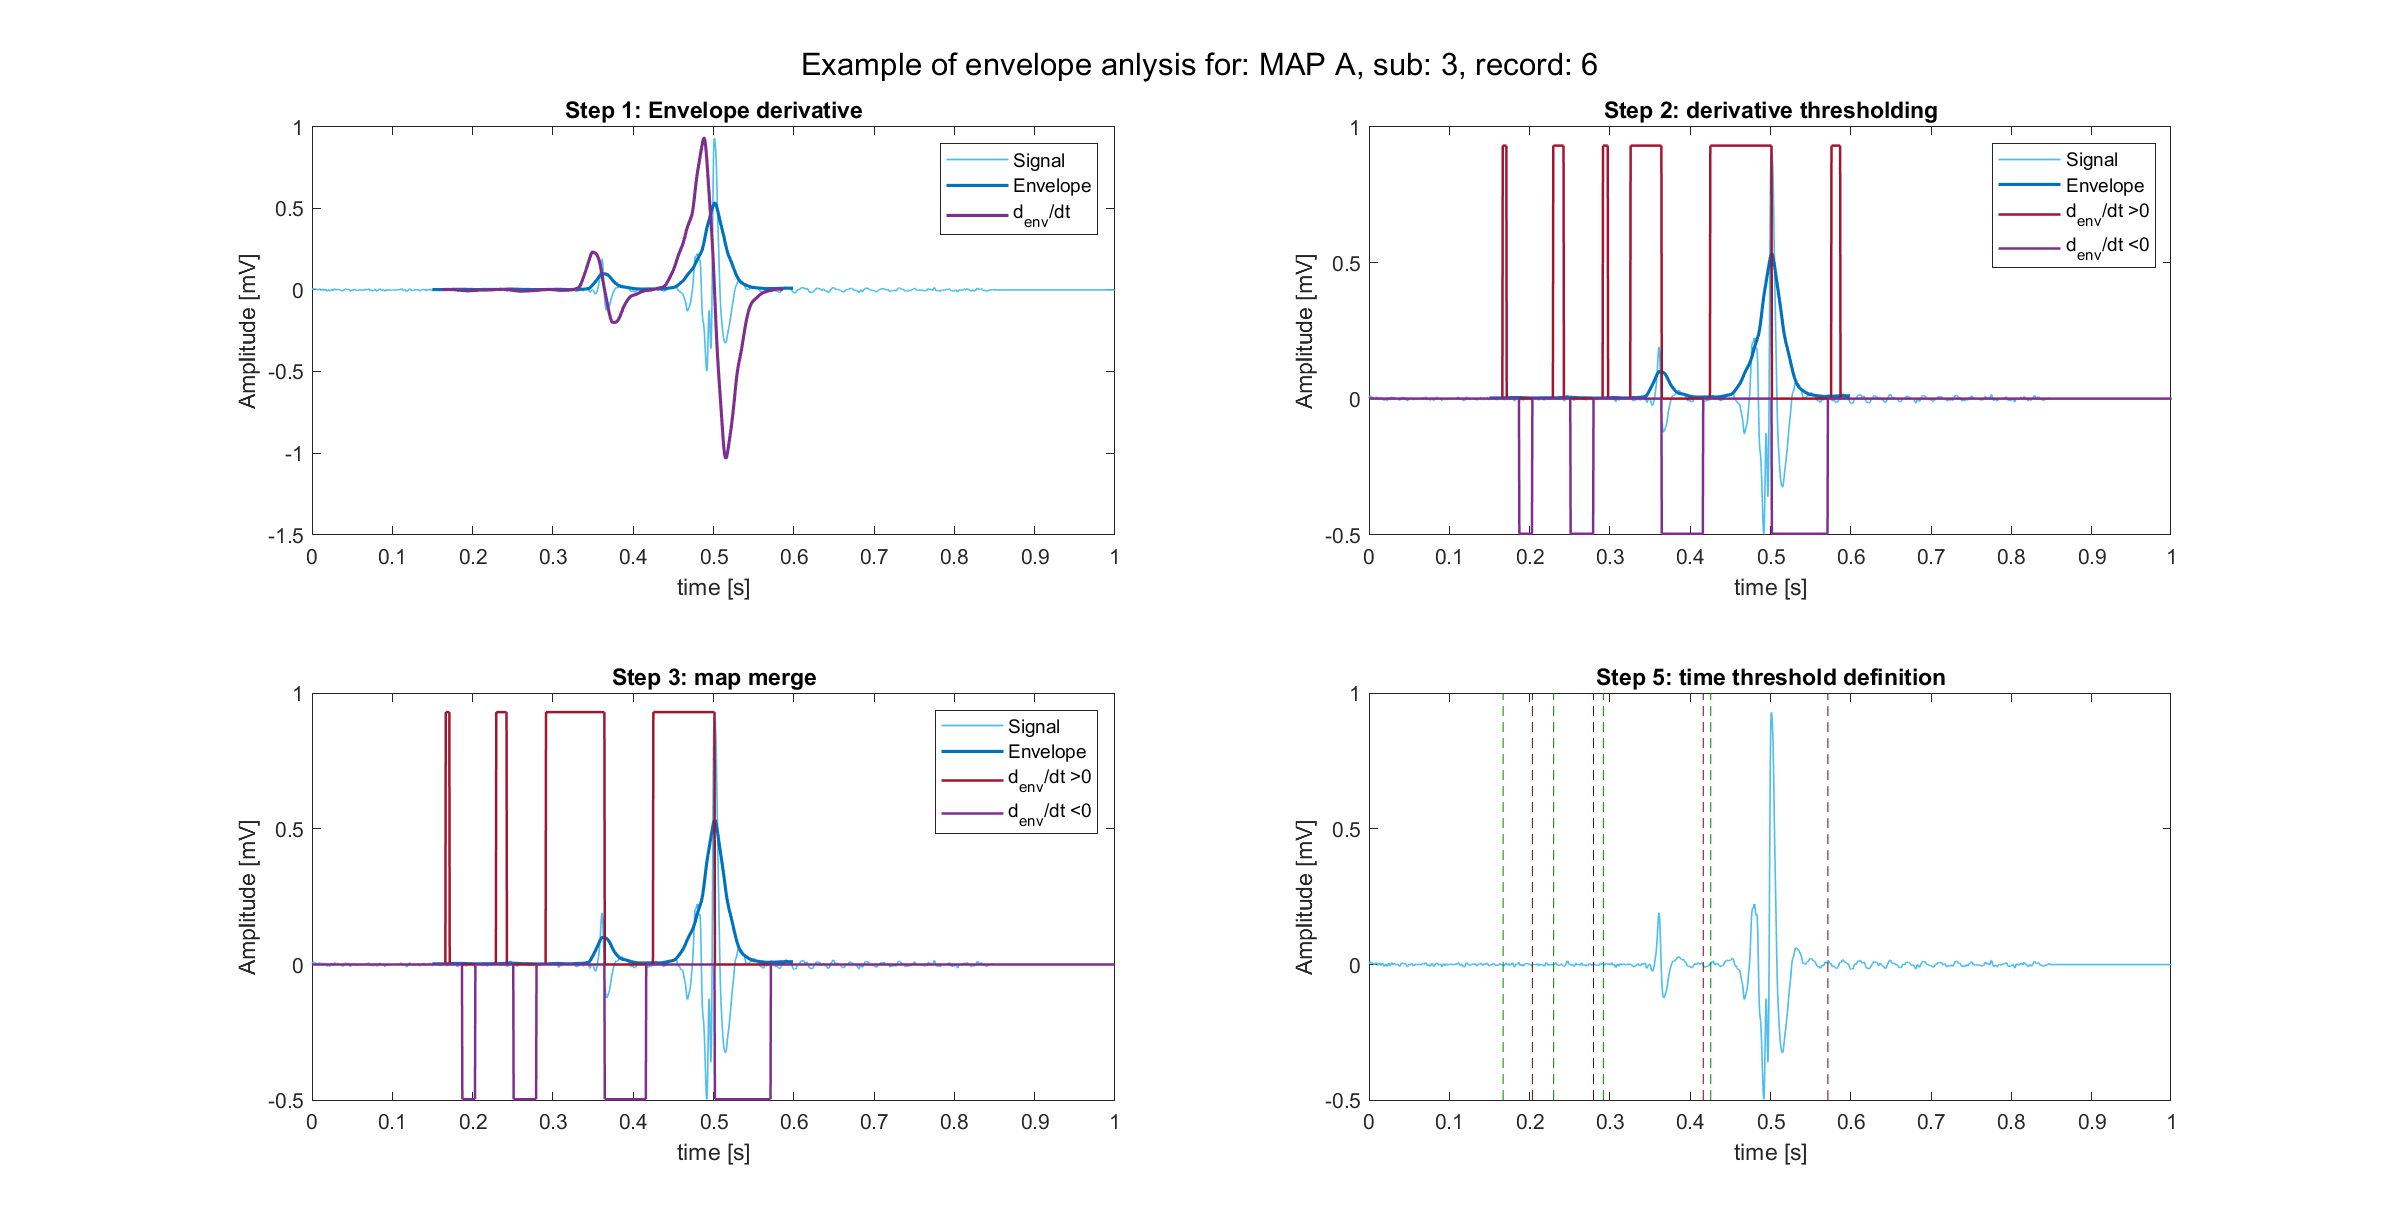 Example of envelope anlysis for: MAP A, sub: 3, record: 6
Step 1: Envelope derivative
Amplitude [mV]
1
0.5
0
-0.5
-1
-1.5
Signal
Envelope
d_env/dt
0 0.1 0.2 0.3 0.4 0.5 0.6 0.7 0.8 0.9 1
time [s]
Step 2: derivative thresholding
Amplitude [mV]
1
0.5
0
-0.5
Signal
Envelope
d_env/dt >0
d_env/dt <0
0 0.1 0.2 0.3 0.4 0.5 0.6 0.7 0.8 0.9 1
time [s]
Step 3: map merge
Amplitude [mV]
1
0.5
0
-0.5
Signal
Envelope
d_env/dt >0
d_env/dt <0
0 0.1 0.2 0.3 0.4 0.5 0.6 0.7 0.8 0.9 1
time [s]
Step 5: time threshold definition
Amplitude [mV]
1
0.5
0
-0.5
0 0.1 0.2 0.3 0.4 0.5 0.6 0.7 0.8 0.9 1
time [s]